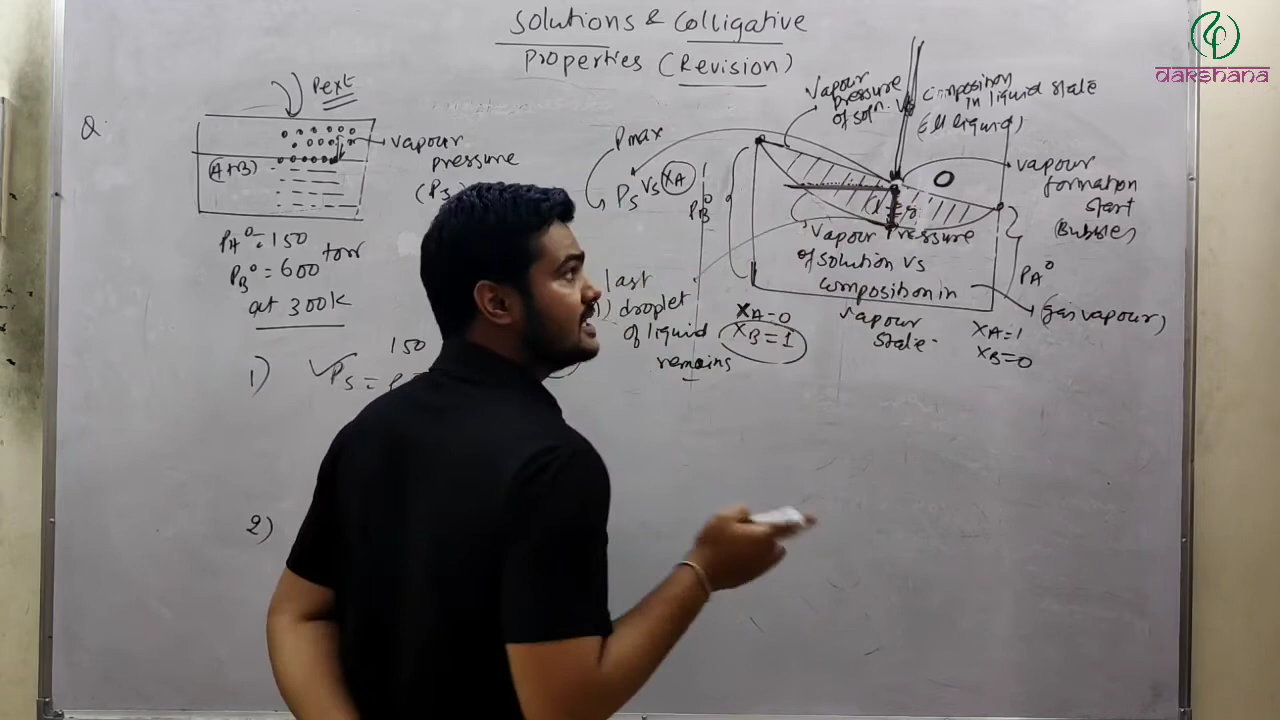 Solutions & Colligative
Properties (Revision)
dakshana
Q.
Pext
(A+B)
vapour
pressure
(Ps)
PA° = 150
PB° = 600 torr
at 300K
1) Ps =
150
2)
Pmax
Ps vs XA
PB°
Vapour
Pressure
of soln.
composition
in liquid state
(all liquid)
vapour
formation
start
(Bubble)
Vapour Pressure
of solution vs
composition in
vapour
state.
PA°
(gas vapour)
last
droplet
of liquid
remains
XA=0
XB=1
XA=1
XB=0